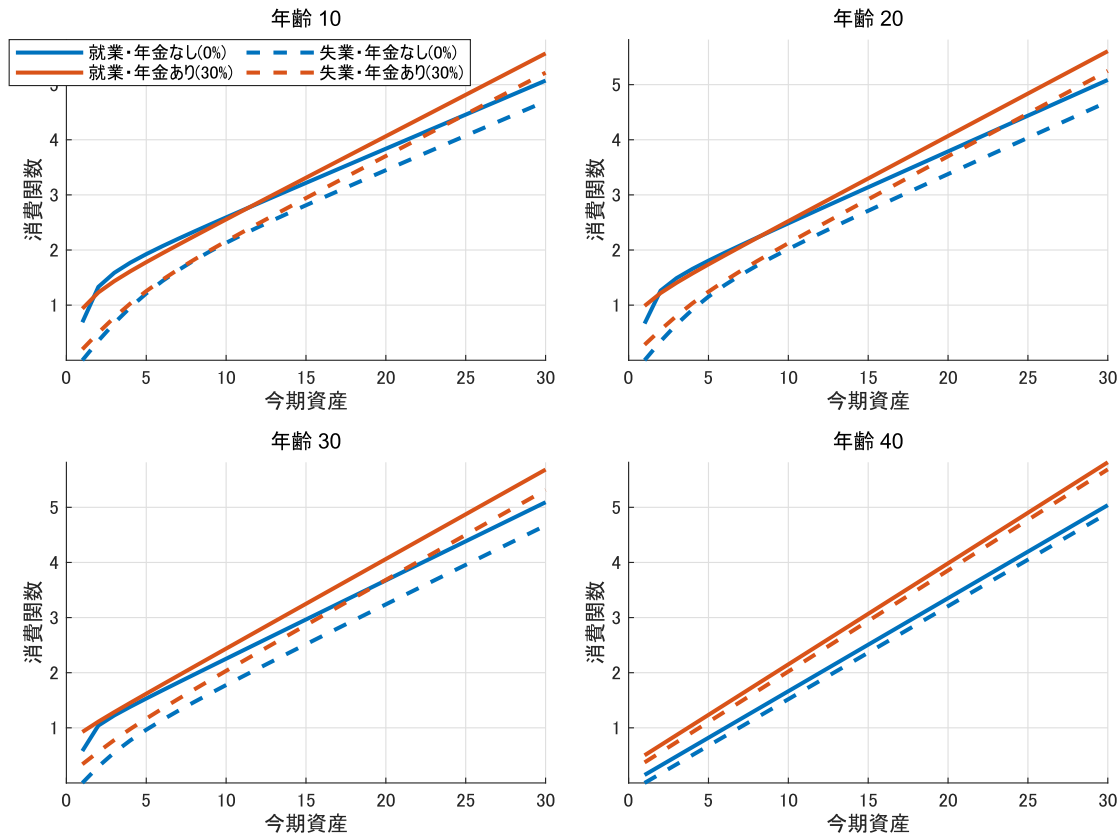 年齢 10
就業・年金なし(0%)
失業・年金なし(0%)
就業・年金あり(30%)
失業・年金あり(30%)
消費関数
5
4
3
2
1
0 5 10 15 20 25 30
今期資産
年齢 20
消費関数
5
4
3
2
1
0 5 10 15 20 25 30
今期資産
年齢 30
消費関数
5
4
3
2
1
0 5 10 15 20 25 30
今期資産
年齢 40
消費関数
5
4
3
2
1
0 5 10 15 20 25 30
今期資産